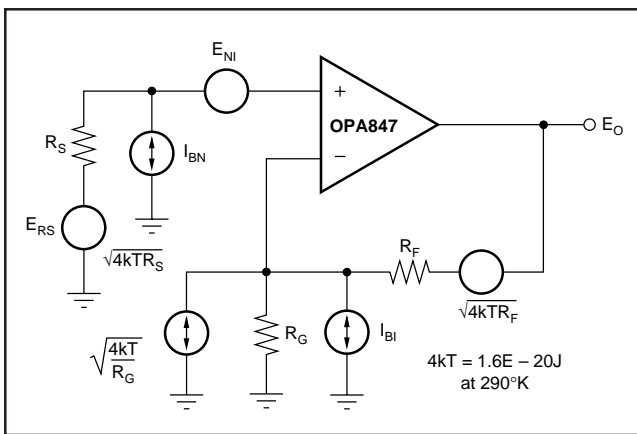 E_NI
+
OPA847
−
E_O
R_S
I_BN
E_RS
√4kTR_S
R_F
√4kTR_F
√4kT/R_G
R_G
I_BI
4kT = 1.6E – 20J
at 290°K